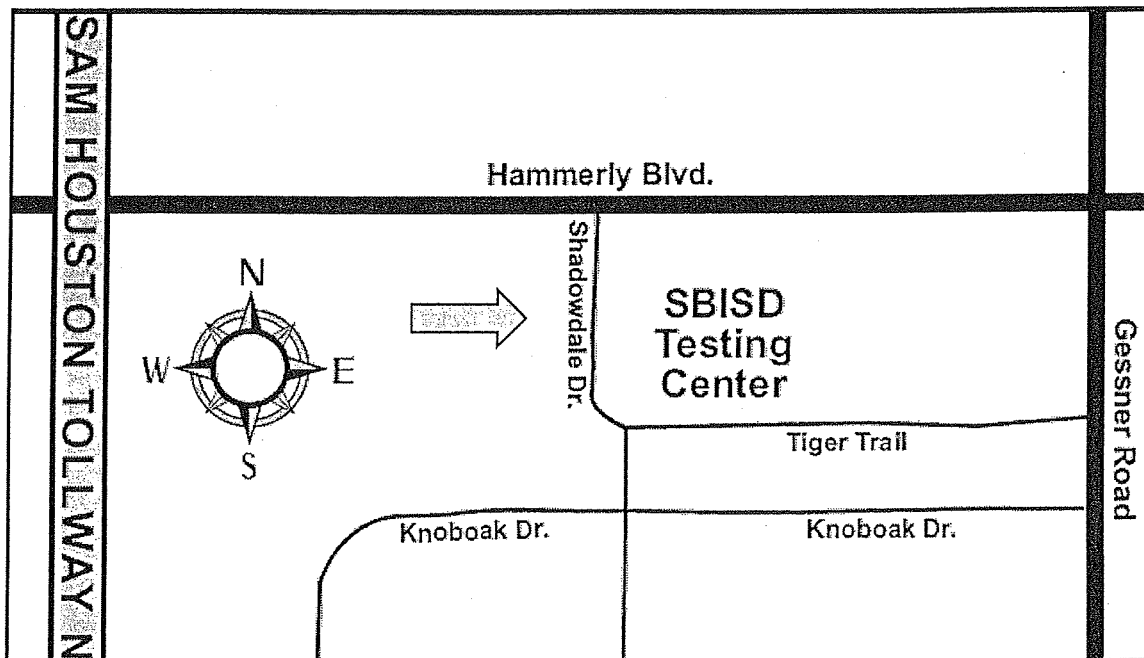 SAM HOUSTON TOLLWAY N
Hammerly Blvd.
Shadowdale Dr.
N
W
E
S
SBISD
Testing
Center
Gessner Road
Tiger Trail
Knoboak Dr.
Knoboak Dr.